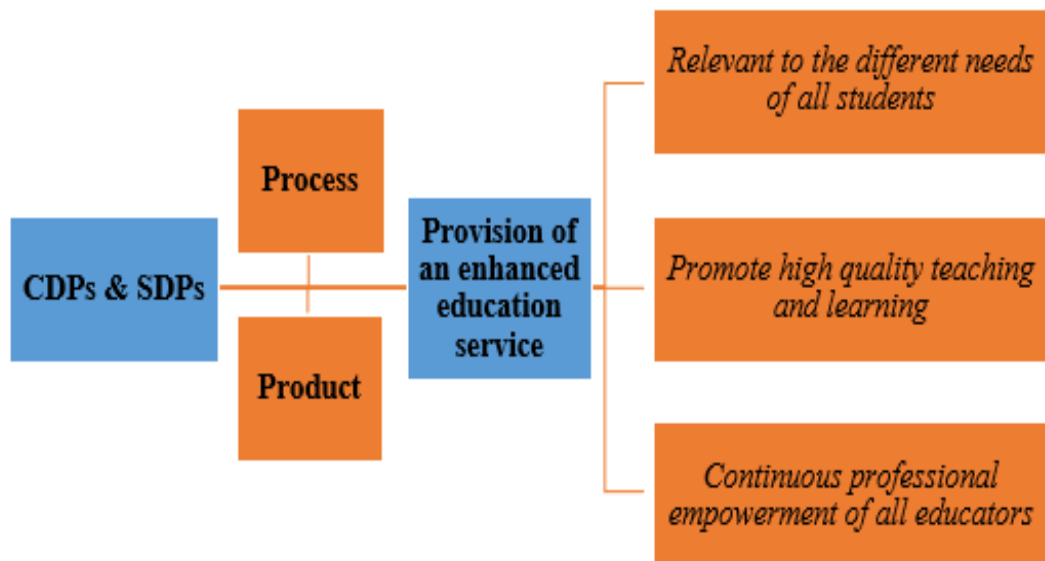 CDPs & SDPs
Process
Product
Provision of
an enhanced
education
service
Relevant to the different needs
of all students
Promote high quality teaching
and learning
Continuous professional
empowerment of all educators